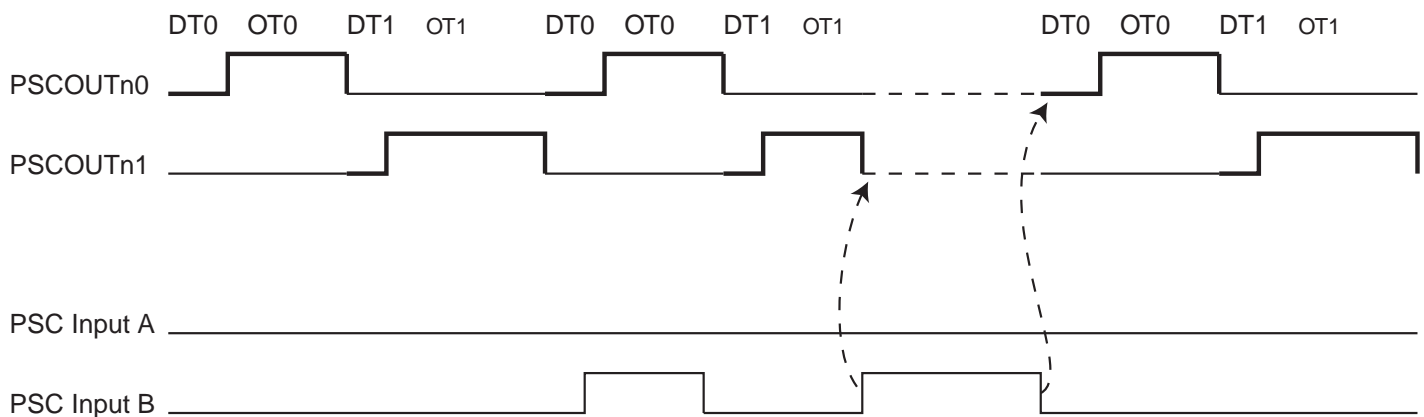 DT0 OT0 DT1 OT1 DT0 OT0 DT1 OT1 DT0 OT0 DT1 OT1
PSCOUTn0
PSCOUTn1
PSC Input A
PSC Input B